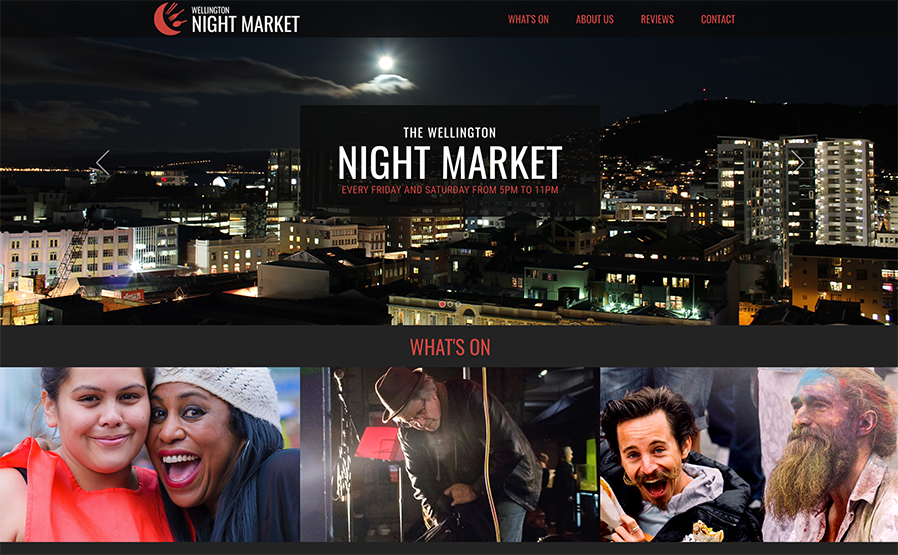 WELLINGTON
NIGHT MARKET
WHAT'S ON
ABOUT US
REVIEWS
CONTACT
THE WELLINGTON
NIGHT MARKET
EVERY FRIDAY AND SATURDAY FROM 5PM TO 11PM
WHAT'S ON